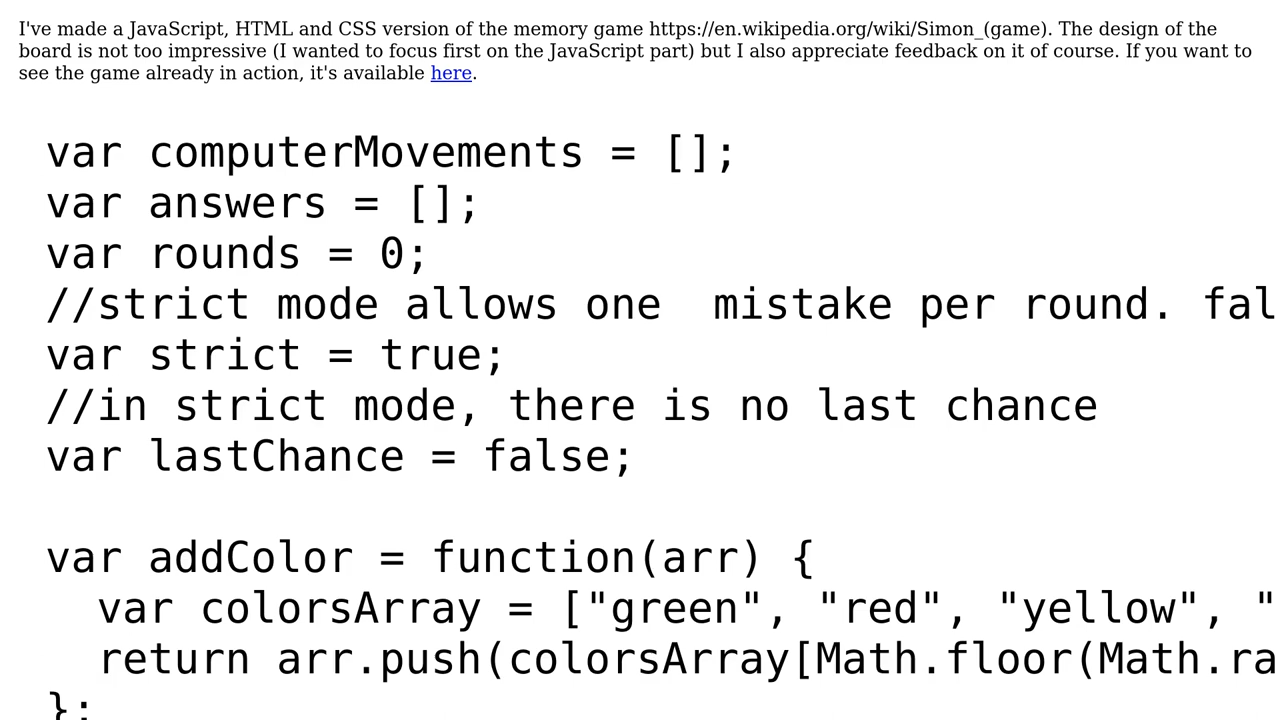 I've made a JavaScript, HTML and CSS version of the memory game https://en.wikipedia.org/wiki/Simon_(game). The design of the
board is not too impressive (I wanted to focus first on the JavaScript part) but I also appreciate feedback on it of course. If you want to
see the game already in action, it's available here.
var computerMovements = [];
var answers = [];
var rounds = 0;
//strict mode allows one  mistake per round. fal
var strict = true;
//in strict mode, there is no last chance
var lastChance = false;
var addColor = function(arr) {
  var colorsArray = ["green", "red", "yellow", "
  return arr.push(colorsArray[Math.floor(Math.ra
};